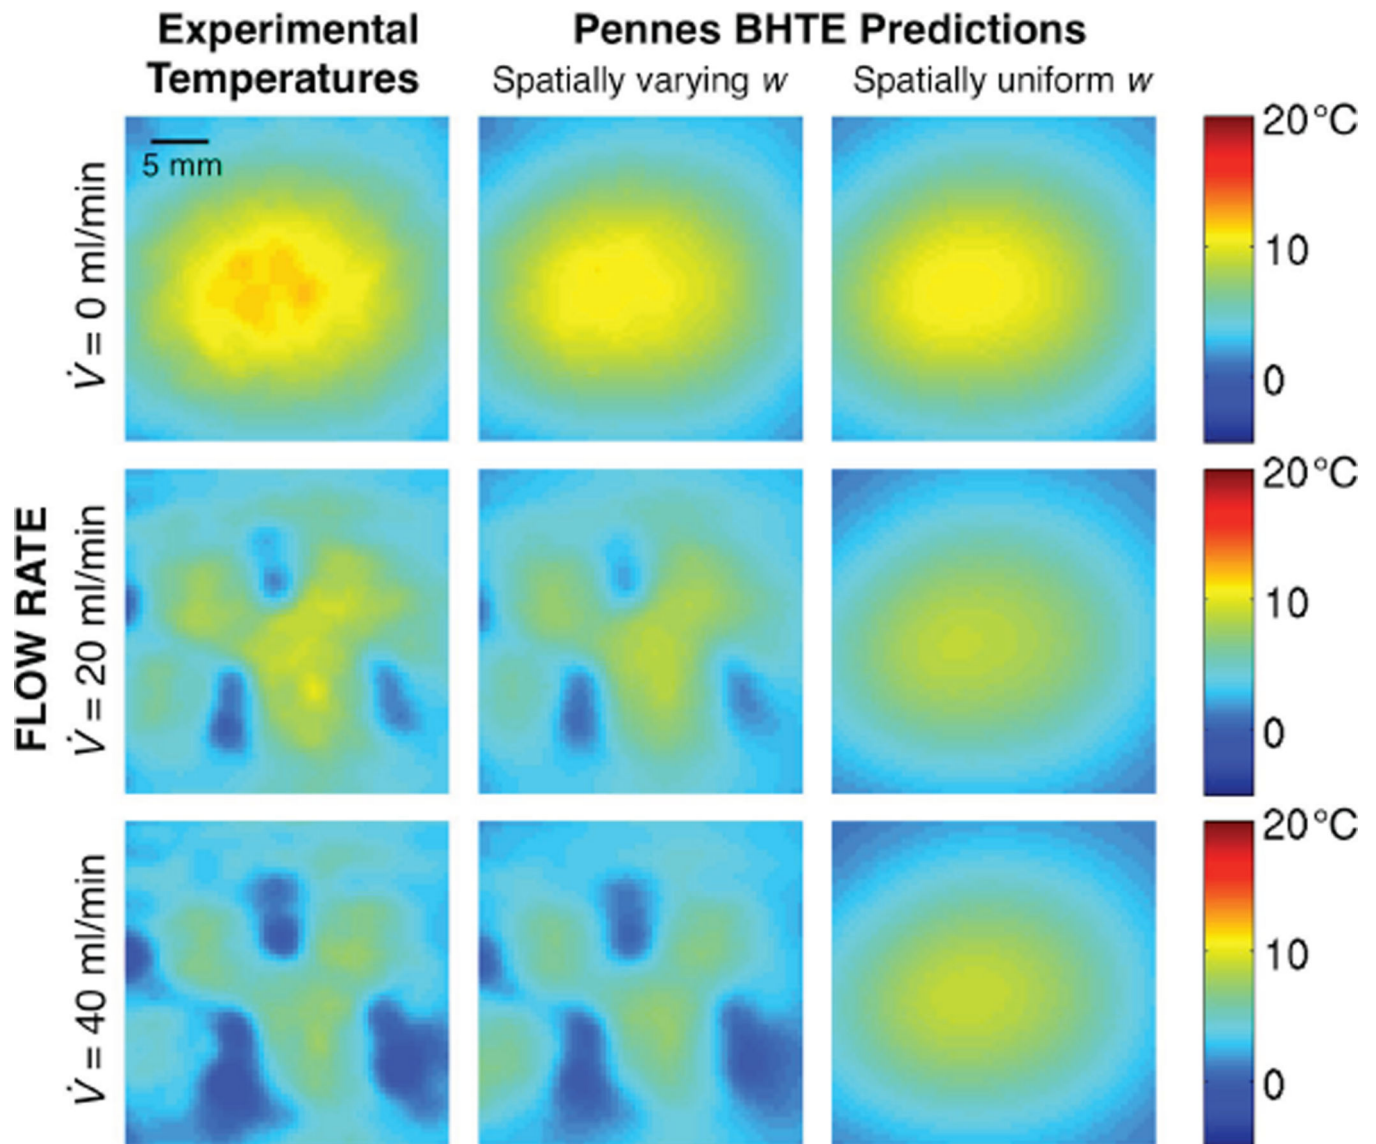 Experimental Temperatures
Pennes BHTE Predictions
Spatially varying w
Spatially uniform w
5 mm
20 °C
10
0
V̇ = 0 ml/min
20 °C
10
0
FLOW RATE
V̇ = 20 ml/min
20 °C
10
0
V̇ = 40 ml/min